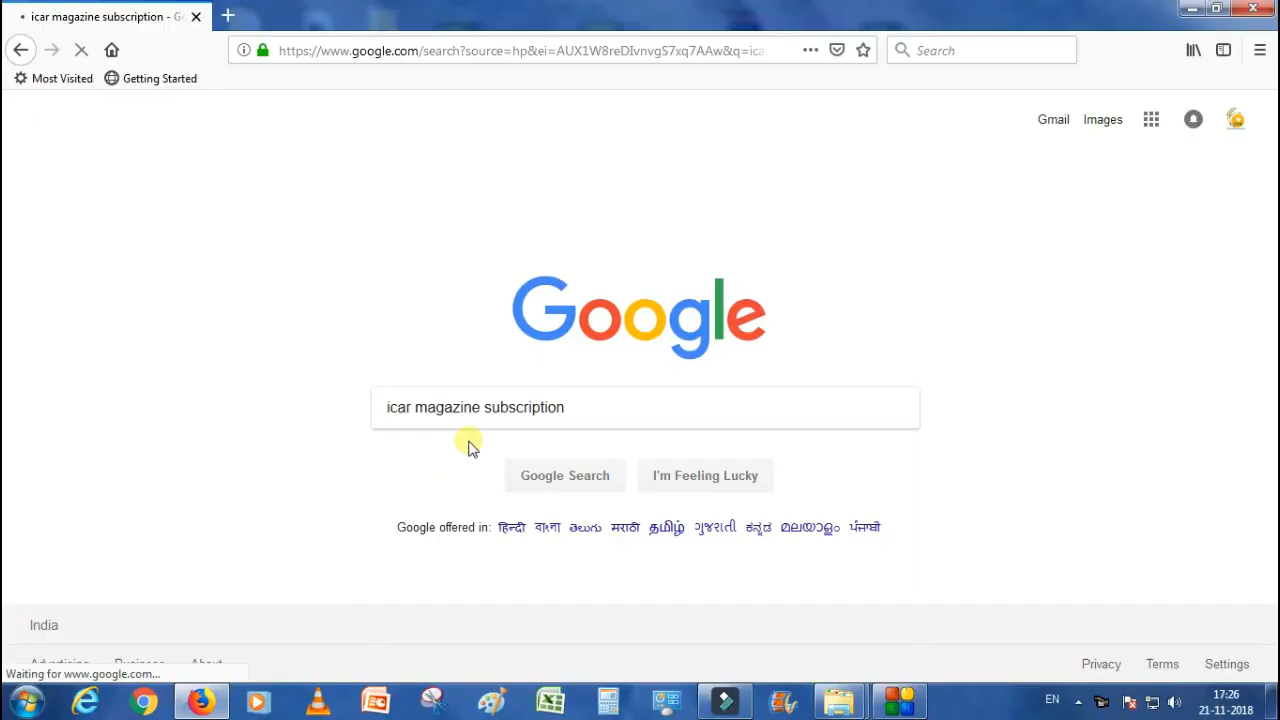 icar magazine subscription - G
https://www.google.com/search?source=hp&ei=AUX1W8reDIvnvgS7xq7AAw&q=ica
Search
Most Visited
Getting Started
Gmail
Images
Google
icar magazine subscription
Google Search
I'm Feeling Lucky
Google offered in: हिन्दी বাংলা తెలుగు मराठी தமிழ் ગુજરાતી ಕನ್ನಡ മലയാളം ਪੰਜਾਬੀ
India
Advertising Business About
Privacy Terms Settings
Waiting for www.google.com...
EN
17:26
21-11-2018